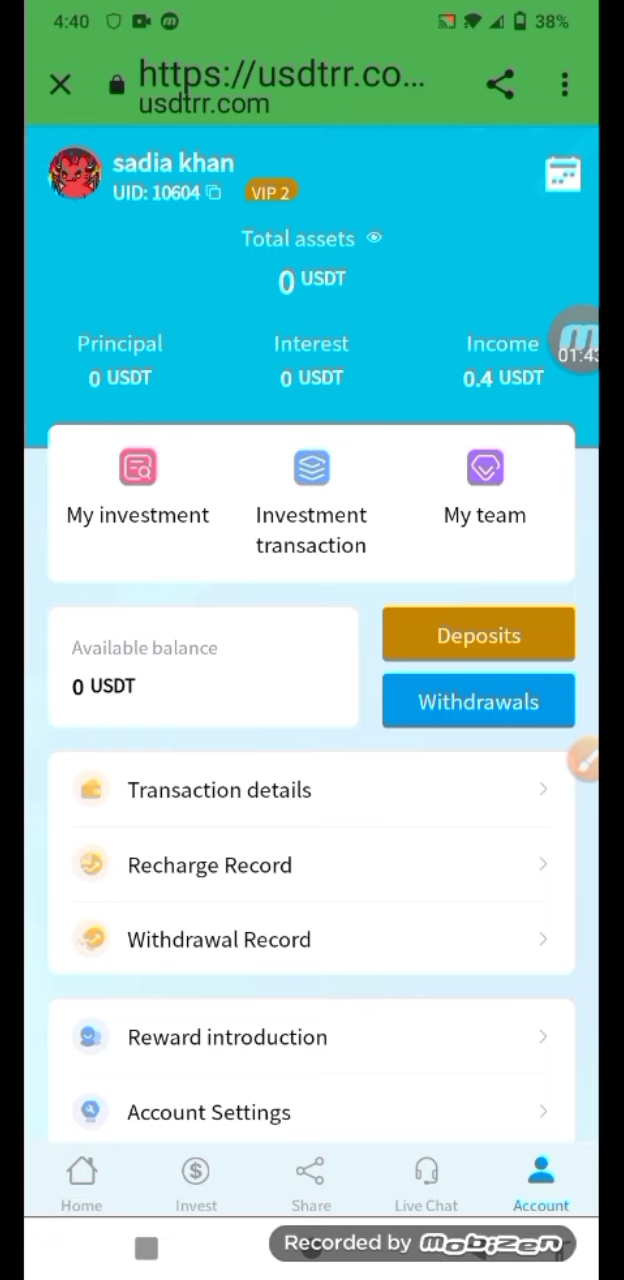 4:40 38%
https://usdtrr.co...
usdtrr.com
sadia khan
UID: 10604 VIP 2
Total assets
0 USDT
Principal Interest Income
0 USDT 0 USDT 0.4 USDT
01:43
My investment Investment transaction My team
Available balance
0 USDT
Deposits
Withdrawals
Transaction details
Recharge Record
Withdrawal Record
Reward introduction
Account Settings
Home Invest Share Live Chat Account
Recorded by mobizen